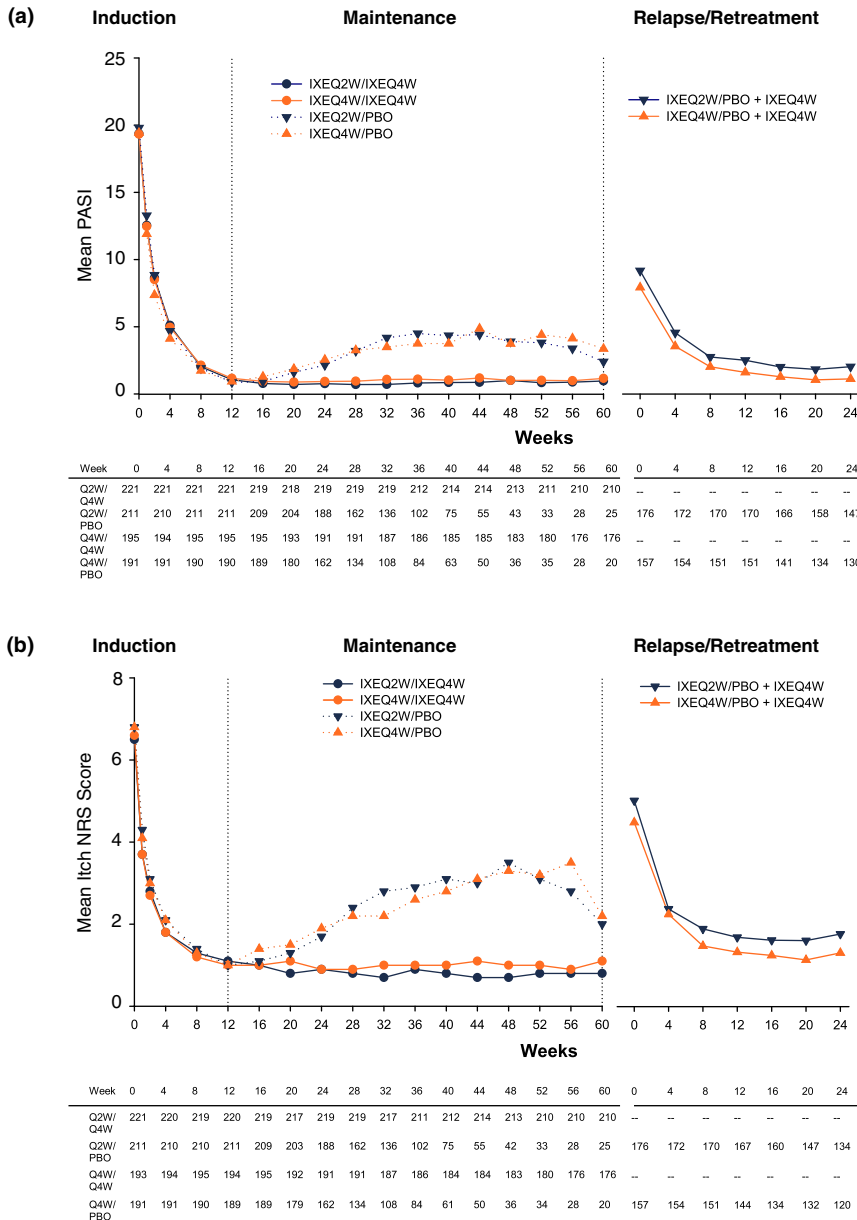 (a)
Induction Maintenance Relapse/Retreatment
25
20
15
10
5
0
Mean PASI
IXEQ2W/IXEQ4W
IXEQ4W/IXEQ4W
IXEQ2W/PBO
IXEQ4W/PBO
IXEQ2W/PBO + IXEQ4W
IXEQ4W/PBO + IXEQ4W
0 4 8 12 16 20 24 28 32 36 40 44 48 52 56 60 0 4 8 12 16 20 24
Weeks
Week 0 4 8 12 16 20 24 28 32 36 40 44 48 52 56 60 0 4 8 12 16 20 24
Q2W/ 221 221 221 221 219 218 219 219 219 212 214 214 213 211 210 210 -- -- -- -- -- -- --
Q4W
Q2W/ 211 210 211 211 209 204 188 162 136 102 75 55 43 33 28 25 176 172 170 170 166 158 147
PBO
Q4W/ 195 194 195 195 195 193 191 191 187 186 185 185 183 180 176 176 -- -- -- -- -- -- --
Q4W
Q4W/ 191 191 190 190 189 180 162 134 108 84 63 50 36 35 28 20 157 154 151 151 141 134 130
PBO
(b)
Induction Maintenance Relapse/Retreatment
8
6
4
2
0
Mean Itch NRS Score
IXEQ2W/IXEQ4W
IXEQ4W/IXEQ4W
IXEQ2W/PBO
IXEQ4W/PBO
IXEQ2W/PBO + IXEQ4W
IXEQ4W/PBO + IXEQ4W
0 4 8 12 16 20 24 28 32 36 40 44 48 52 56 60 0 4 8 12 16 20 24
Weeks
Week 0 4 8 12 16 20 24 28 32 36 40 44 48 52 56 60 0 4 8 12 16 20 24
Q2W/ 221 220 219 220 219 217 219 219 217 211 212 214 213 210 210 210 -- -- -- -- -- -- --
Q4W
Q2W/ 211 210 210 211 209 203 188 162 136 102 75 55 42 33 28 25 176 172 170 167 160 147 134
PBO
Q4W/ 193 194 195 194 195 192 191 191 187 186 184 184 183 180 176 176 -- -- -- -- -- -- --
Q4W
Q4W/ 191 191 190 189 189 179 162 134 108 84 61 50 36 34 28 20 157 154 151 144 134 132 120
PBO